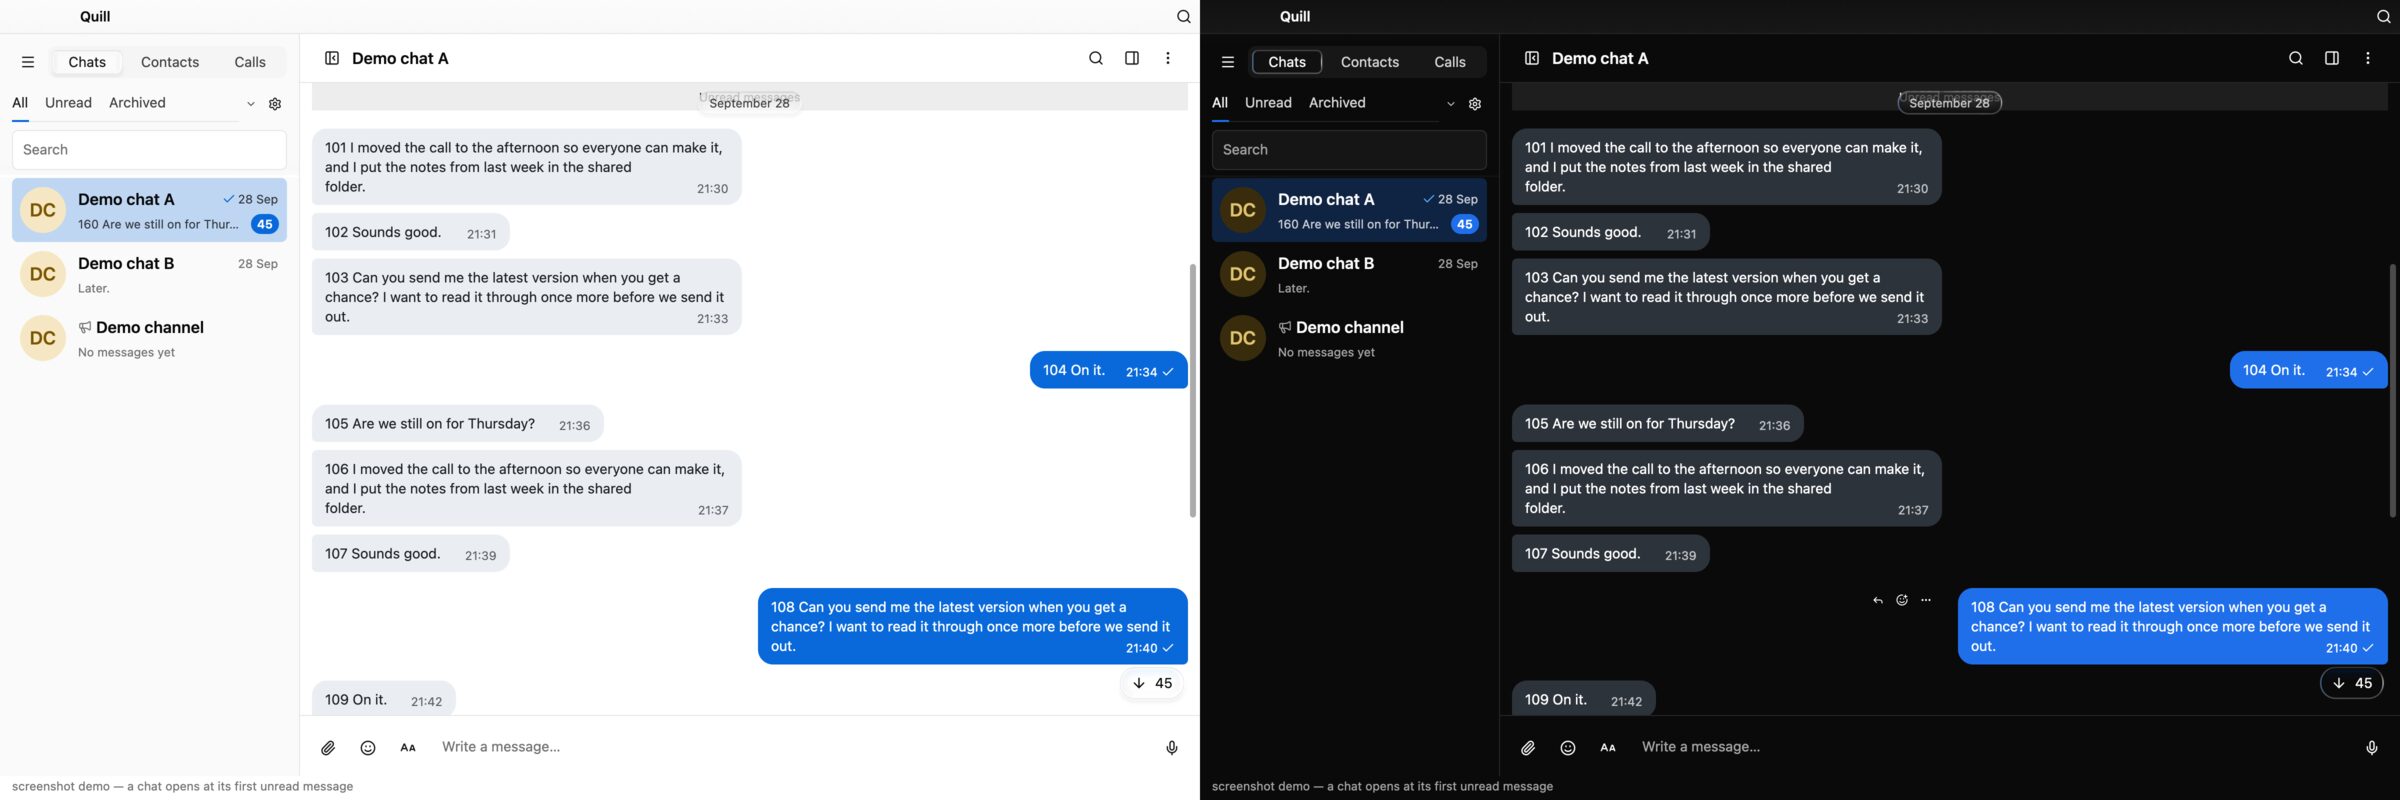 Quill
Chats Contacts Calls
All Unread Archived
Search
DC Demo chat A 28 Sep
160 Are we still on for Thur... 45
DC Demo chat B 28 Sep
Later.
DC Demo channel
No messages yet
Demo chat A
Unread messages
September 28
101 I moved the call to the afternoon so everyone can make it,
and I put the notes from last week in the shared
folder. 21:30
102 Sounds good. 21:31
103 Can you send me the latest version when you get a
chance? I want to read it through once more before we send it
out. 21:33
104 On it. 21:34
105 Are we still on for Thursday? 21:36
106 I moved the call to the afternoon so everyone can make it,
and I put the notes from last week in the shared
folder. 21:37
107 Sounds good. 21:39
108 Can you send me the latest version when you get a
chance? I want to read it through once more before we send it
out. 21:40
45
109 On it. 21:42
AA Write a message...
screenshot demo — a chat opens at its first unread message
Quill
Chats Contacts Calls
All Unread Archived
Search
DC Demo chat A 28 Sep
160 Are we still on for Thur... 45
DC Demo chat B 28 Sep
Later.
DC Demo channel
No messages yet
Demo chat A
Unread messages
September 28
101 I moved the call to the afternoon so everyone can make it,
and I put the notes from last week in the shared
folder. 21:30
102 Sounds good. 21:31
103 Can you send me the latest version when you get a
chance? I want to read it through once more before we send it
out. 21:33
104 On it. 21:34
105 Are we still on for Thursday? 21:36
106 I moved the call to the afternoon so everyone can make it,
and I put the notes from last week in the shared
folder. 21:37
107 Sounds good. 21:39
108 Can you send me the latest version when you get a
chance? I want to read it through once more before we send it
out. 21:40
45
109 On it. 21:42
AA Write a message...
screenshot demo — a chat opens at its first unread message